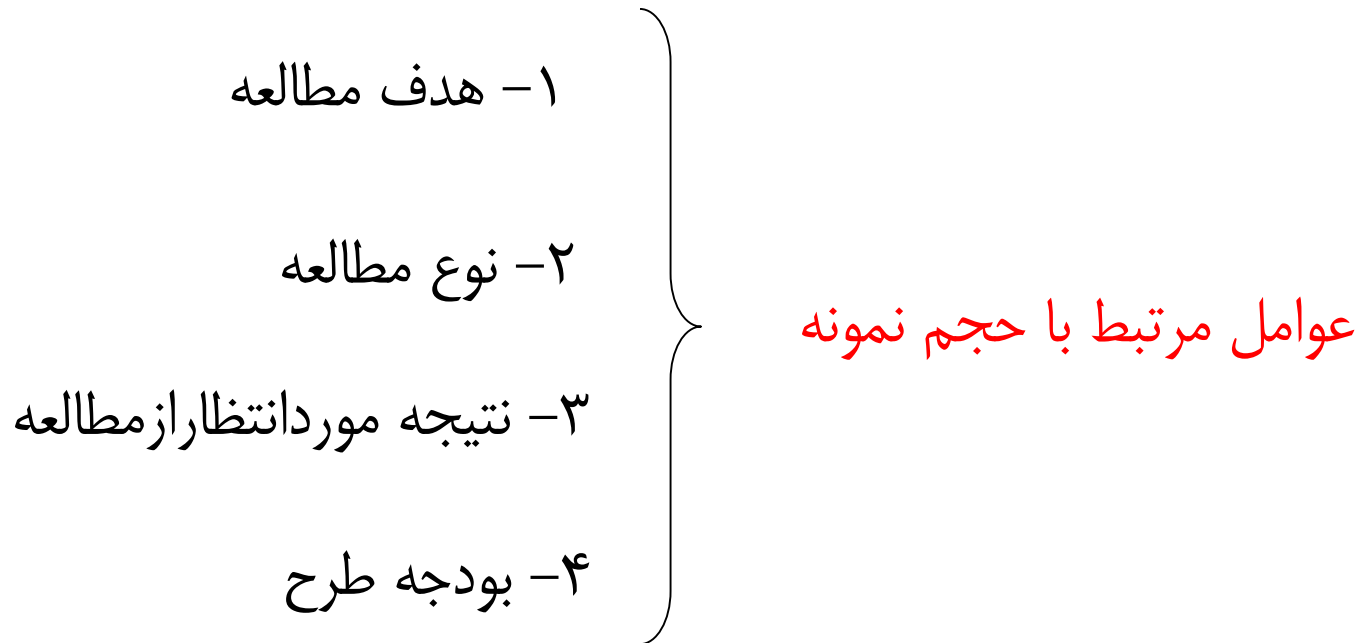 عوامل مرتبط با حجم نمونه
۱- هدف مطالعه
۲- نوع مطالعه
۳- نتیجه موردانتظارازمطالعه
۴- بودجه طرح